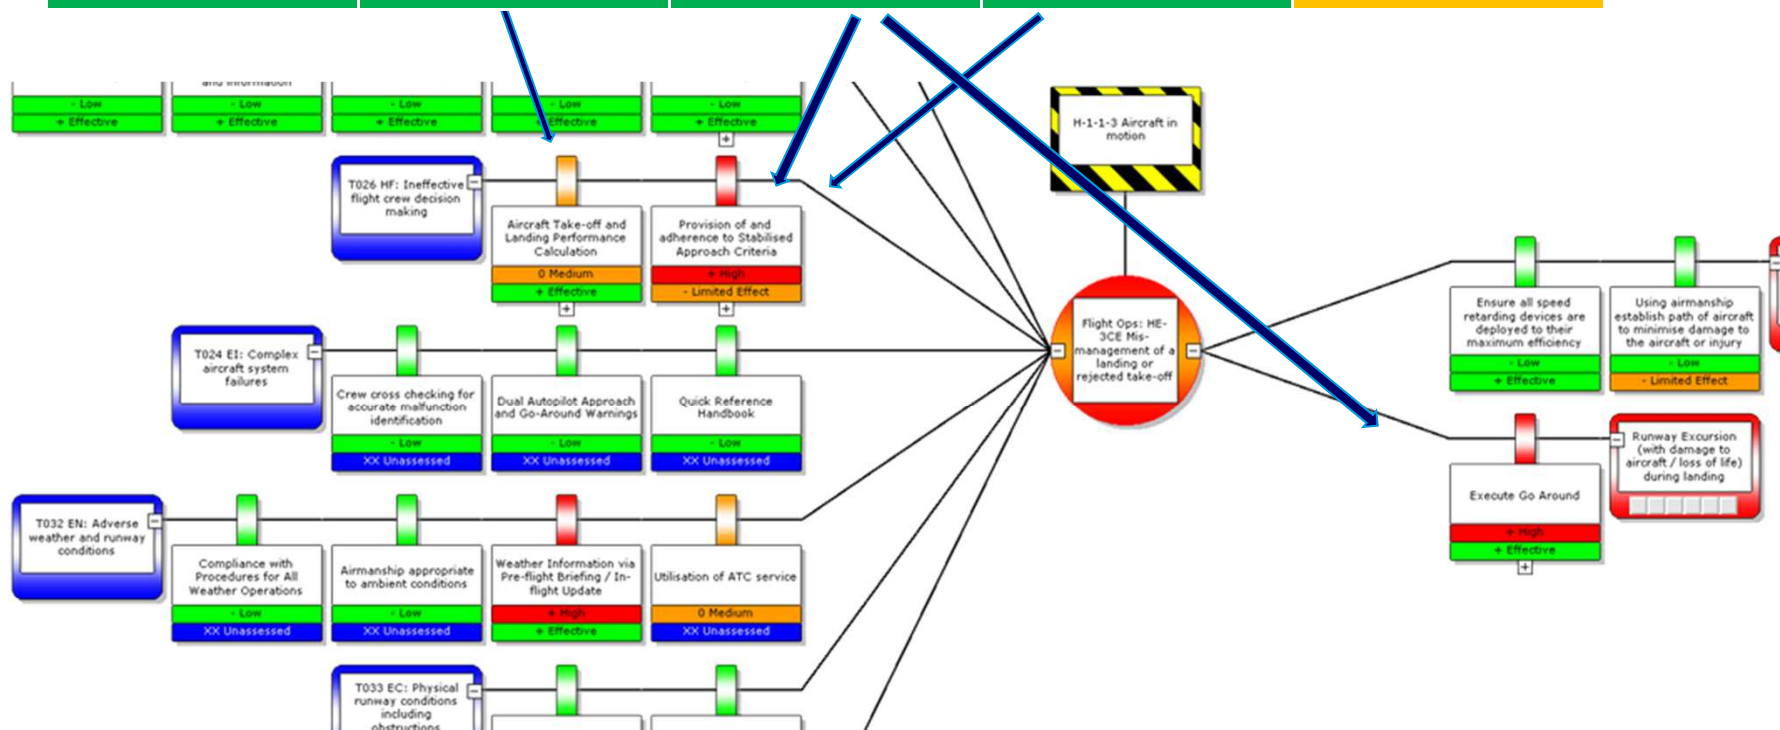 and information
- Low
- Low
- Low
- Low
- Low
+ Effective
+ Effective
+ Effective
+ Effective
+ Effective
H-1-1-3 Aircraft in
motion
T026 HF: Ineffective
flight crew decision
making
Aircraft Take-off and
Landing Performance
Calculation
0 Medium
+ Effective
Provision of and
adherence to Stabilised
Approach Criteria
+ High
- Limited Effect
T024 EI: Complex
aircraft system
failures
Crew cross checking for
accurate malfunction
identification
- Low
XX Unassessed
Dual Autopilot Approach
and Go-Around Warnings
- Low
XX Unassessed
Quick Reference
Handbook
- Low
XX Unassessed
Flight Ops: HE-
3CE Mis-
management of a
landing or
rejected take-off
Ensure all speed
retarding devices are
deployed to their
maximum efficiency
- Low
+ Effective
Using airmanship
establish path of aircraft
to minimise damage to
the aircraft or injury
- Low
- Limited Effect
Execute Go Around
+ High
+ Effective
Runway Excursion
(with damage to
aircraft / loss of life)
during landing
T032 EN: Adverse
weather and runway
conditions
Compliance with
Procedures for All
Weather Operations
- Low
XX Unassessed
Airmanship appropriate
to ambient conditions
- Low
XX Unassessed
Weather Information via
Pre-flight Briefing / In-
flight Update
+ High
+ Effective
Utilisation of ATC service
0 Medium
XX Unassessed
T033 EC: Physical
runway conditions
including
obstructions